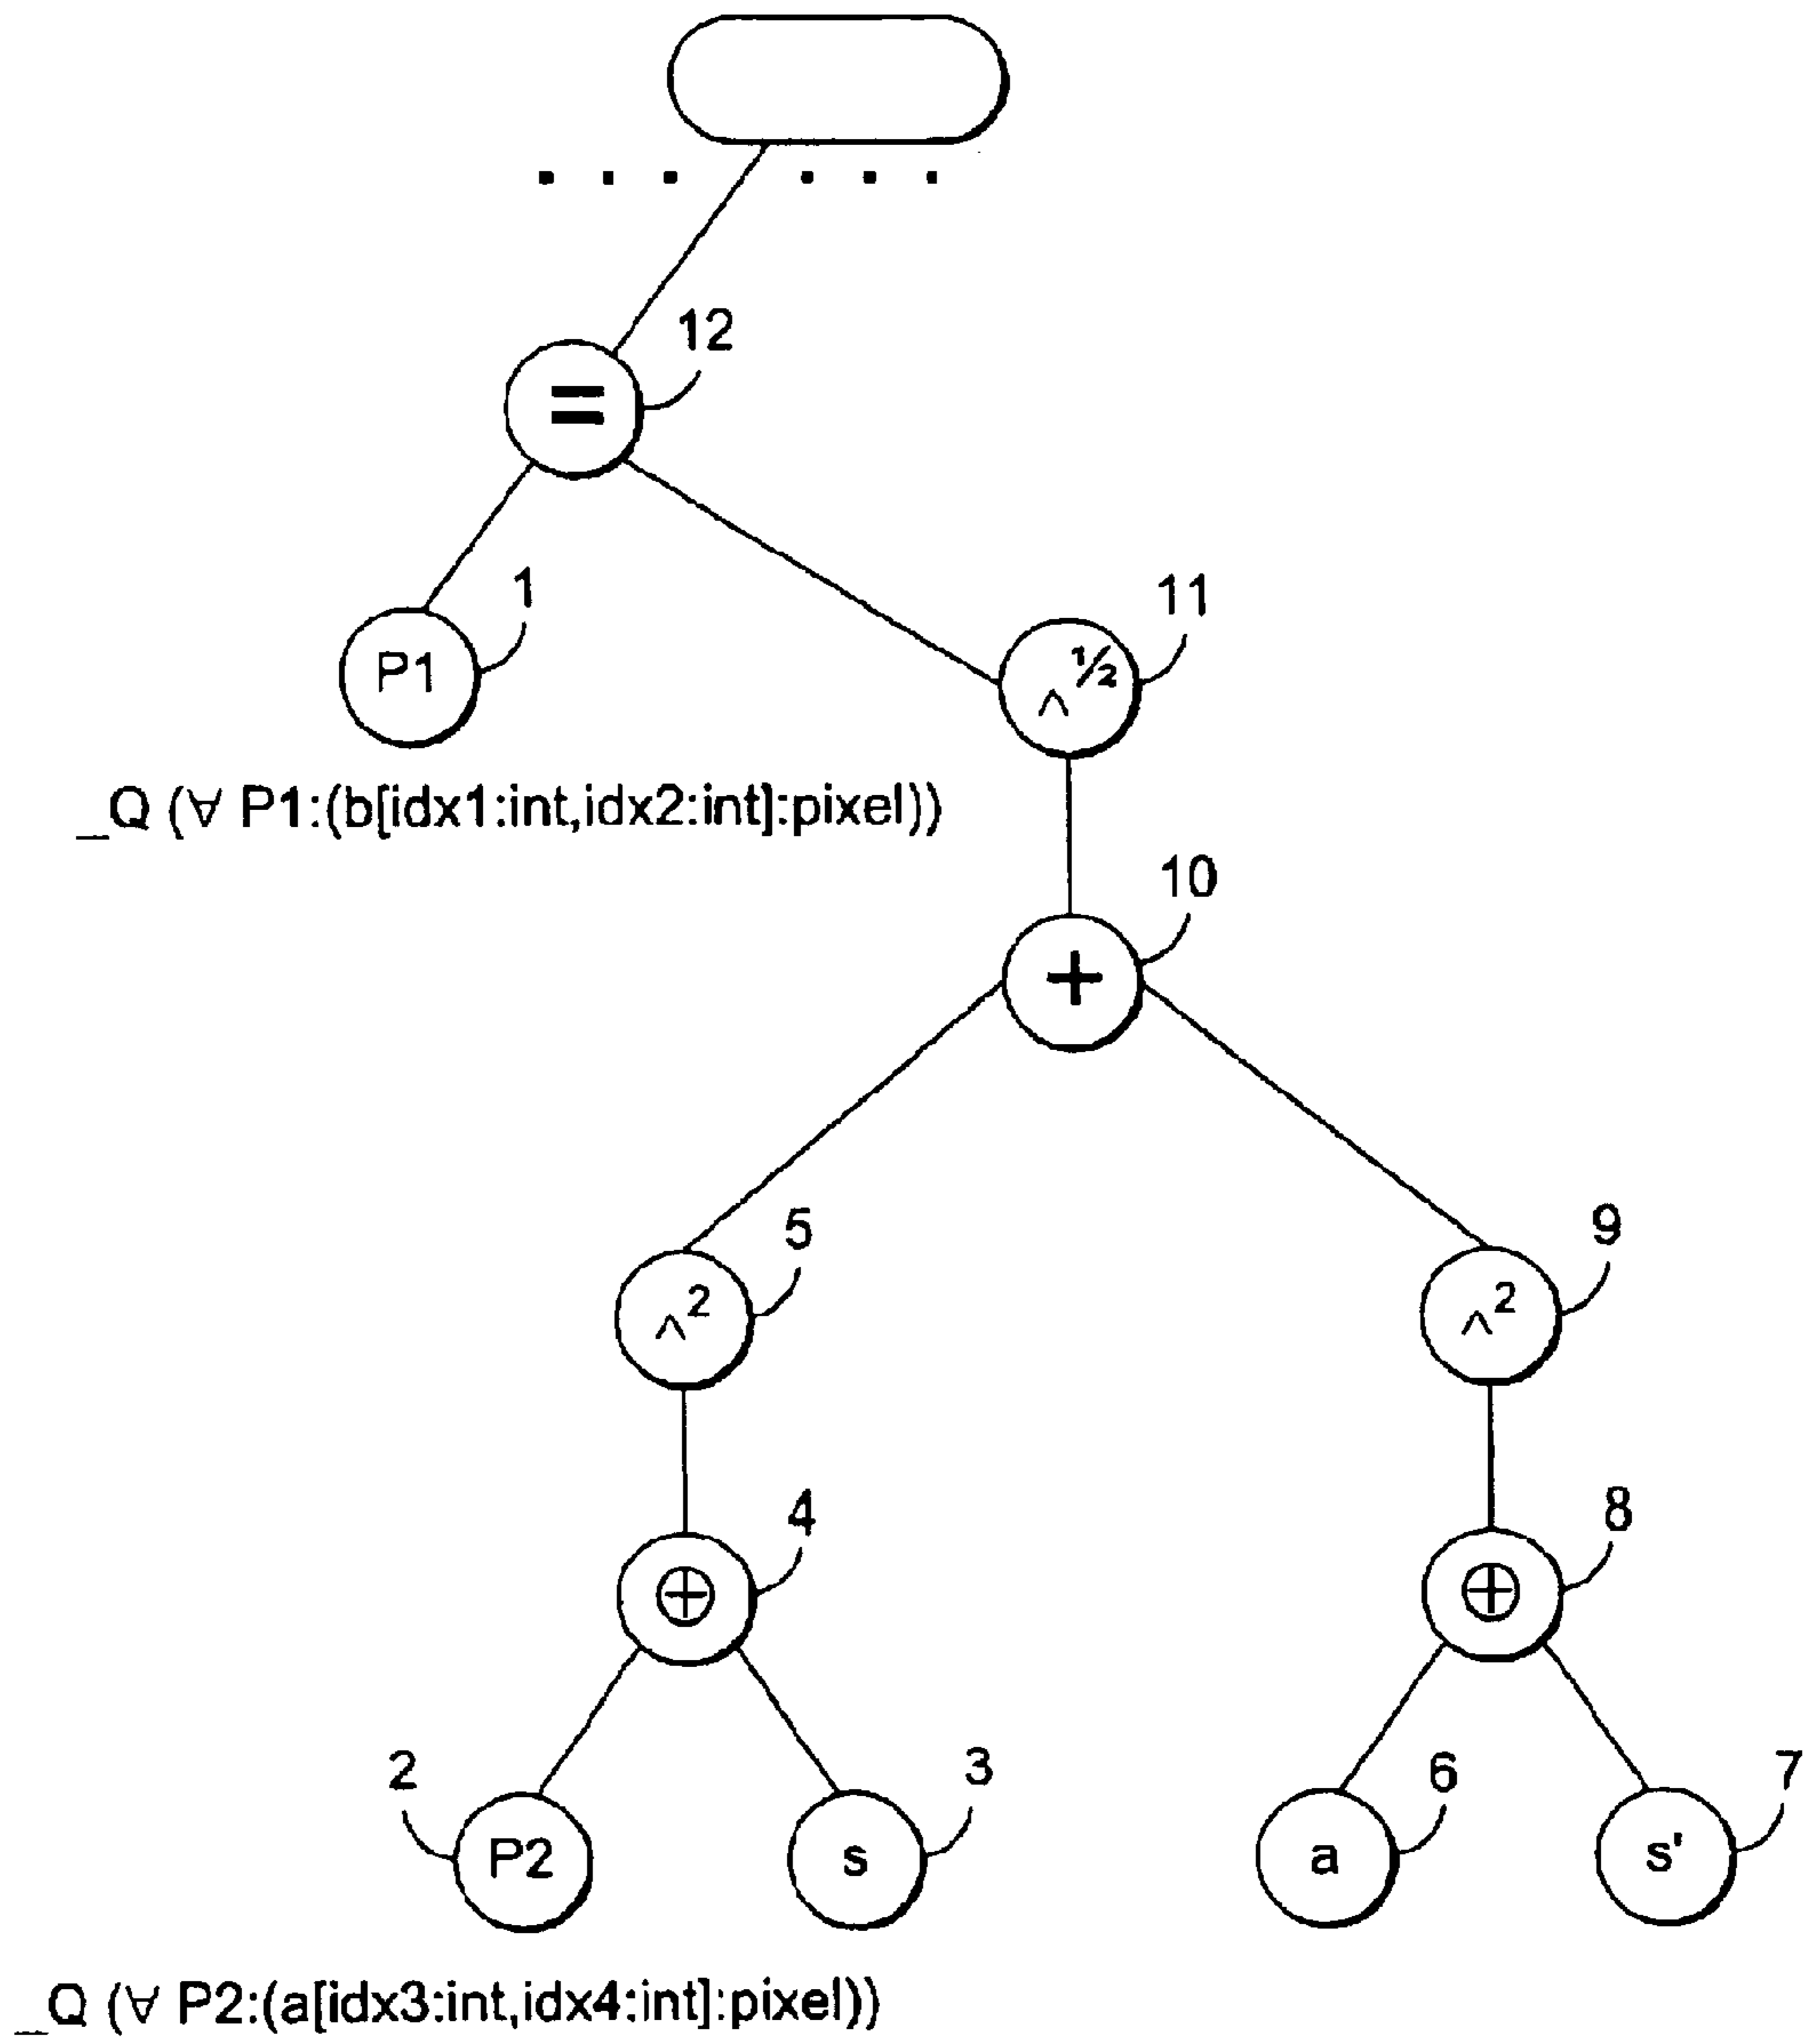 12
=
1
P1
11
^½
_Q (∀ P1:(b[idx1:int,idx2:int]:pixel))
10
+
5
9
^2
^2
4
8
⊕
⊕
2
3
6
7
P2
s
a
s'
_Q (∀ P2:(a[idx3:int,idx4:int]:pixel))